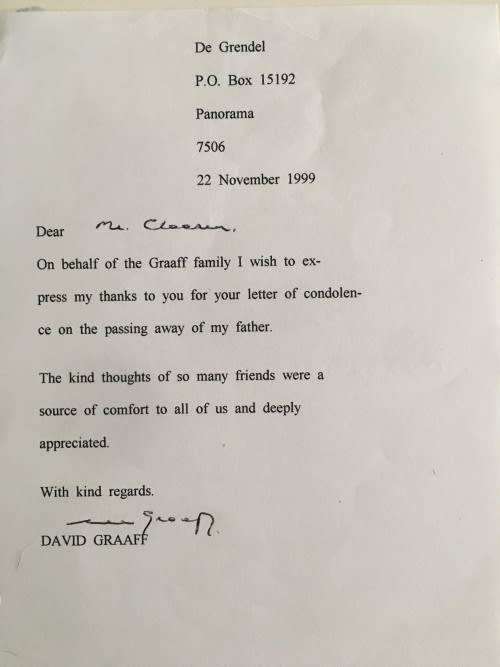 De Grendel
P.O. Box 15192
Panorama
7506
22 November 1999
Dear Mr. Claasen,
On behalf of the Graaff family I wish to ex-
press my thanks to you for your letter of condolen-
ce on the passing away of my father.
The kind thoughts of so many friends were a
source of comfort to all of us and deeply
appreciated.
With kind regards.
Graaff.
DAVID GRAAFF